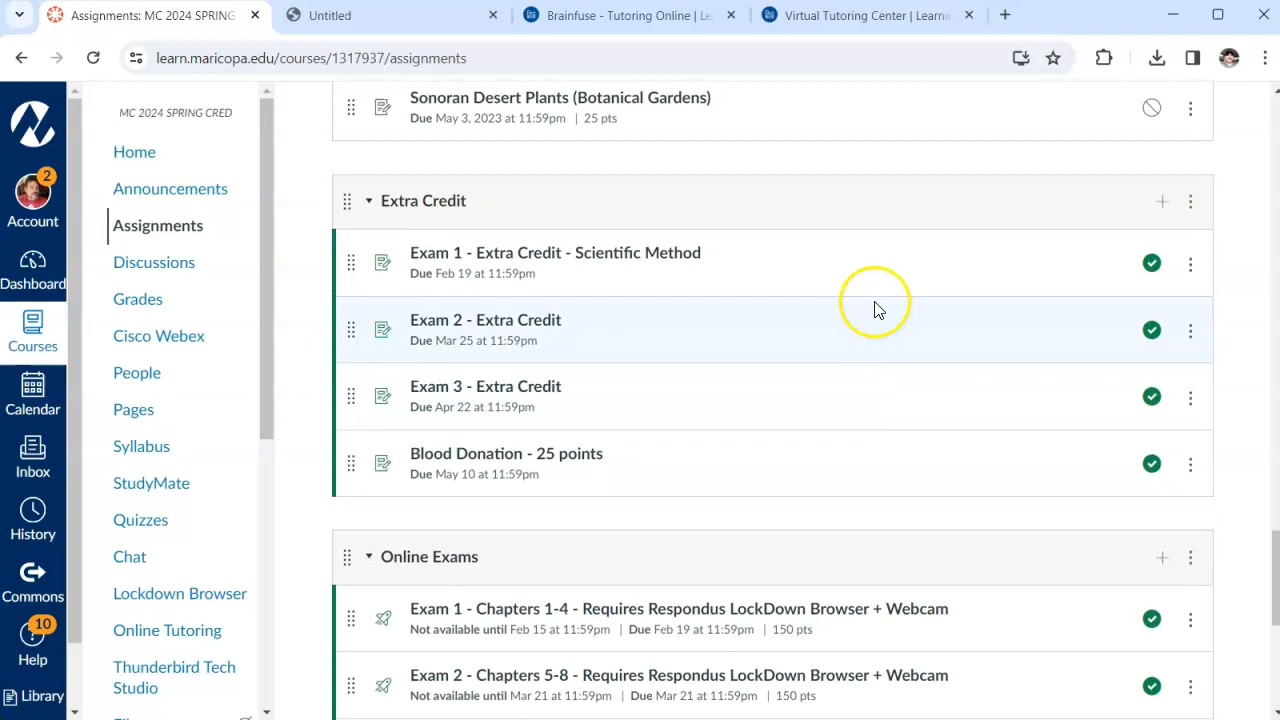 Assignments: MC 2024 SPRING
Untitled
Brainfuse - Tutoring Online | Le
Virtual Tutoring Center | Learnin
learn.maricopa.edu/courses/1317937/assignments
2
Account
Dashboard
Courses
Calendar
Inbox
History
Commons
10
Help
Library
MC 2024 SPRING CRED
Home
Announcements
Assignments
Discussions
Grades
Cisco Webex
People
Pages
Syllabus
StudyMate
Quizzes
Chat
Lockdown Browser
Online Tutoring
Thunderbird Tech
Studio
Sonoran Desert Plants (Botanical Gardens)
Due May 3, 2023 at 11:59pm | 25 pts
Extra Credit
Exam 1 - Extra Credit - Scientific Method
Due Feb 19 at 11:59pm
Exam 2 - Extra Credit
Due Mar 25 at 11:59pm
Exam 3 - Extra Credit
Due Apr 22 at 11:59pm
Blood Donation - 25 points
Due May 10 at 11:59pm
Online Exams
Exam 1 - Chapters 1-4 - Requires Respondus LockDown Browser + Webcam
Not available until Feb 15 at 11:59pm | Due Feb 19 at 11:59pm | 150 pts
Exam 2 - Chapters 5-8 - Requires Respondus LockDown Browser + Webcam
Not available until Mar 21 at 11:59pm | Due Mar 21 at 11:59pm | 150 pts